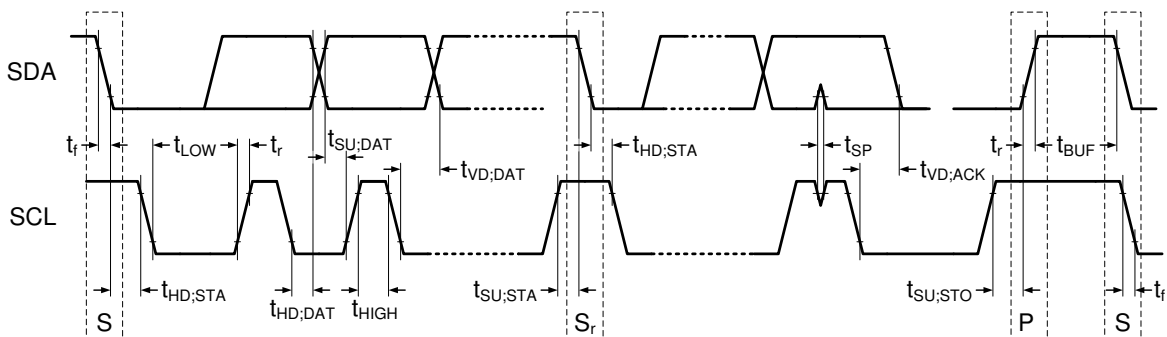 SDA
t_f t_LOW t_r t_SU;DAT t_VD;DAT t_HD;STA t_SP t_VD;ACK t_r t_BUF
SCL
t_HD;STA t_HD;DAT t_HIGH t_SU;STA t_SU;STO t_f
S S_r P S